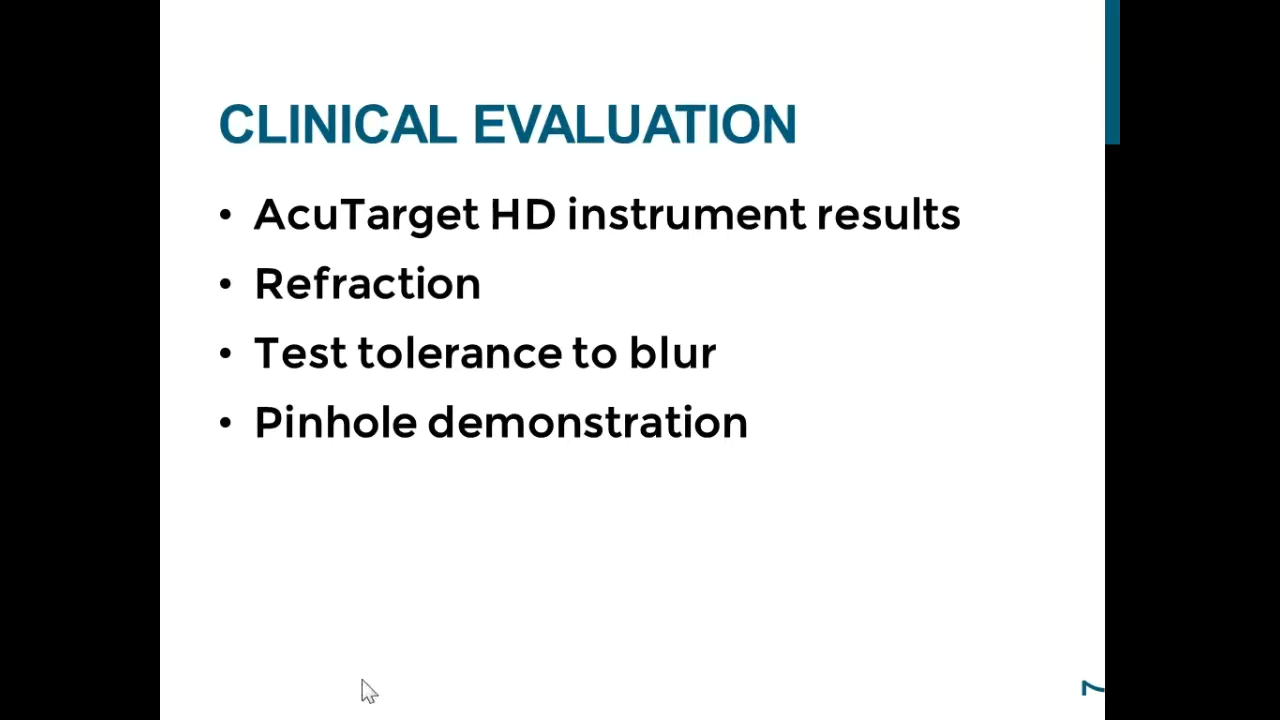 CLINICAL EVALUATION
• AcuTarget HD instrument results
• Refraction
• Test tolerance to blur
• Pinhole demonstration
7